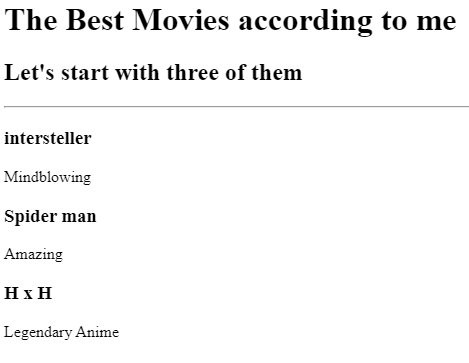 The Best Movies according to me
Let's start with three of them
intersteller
Mindblowing
Spider man
Amazing
H x H
Legendary Anime